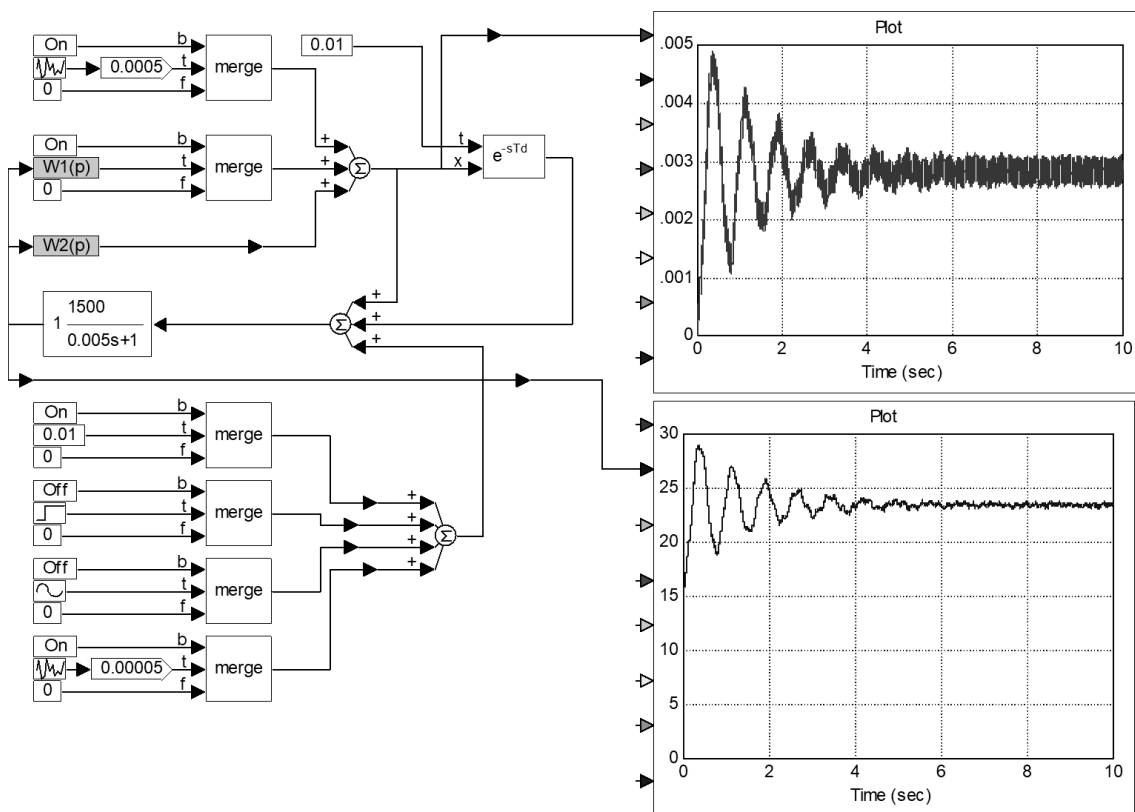 On
b
0.0005
t
0
f
merge
0.01
On
b
W1(p)
t
0
f
merge
+
+
+
Σ
t
x
e-sTd
W2(p)
1 1500
0.005s+1
+
+
+
Σ
On
b
0.01
t
0
f
merge
Off
b
t
0
f
merge
Off
b
t
0
f
merge
On
b
0.00005
t
0
f
merge
+
+
+
+
Σ
Plot
.005
.004
.003
.002
.001
0
0 2 4 6 8 10
Time (sec)
Plot
30
25
20
15
10
5
0
0 2 4 6 8 10
Time (sec)